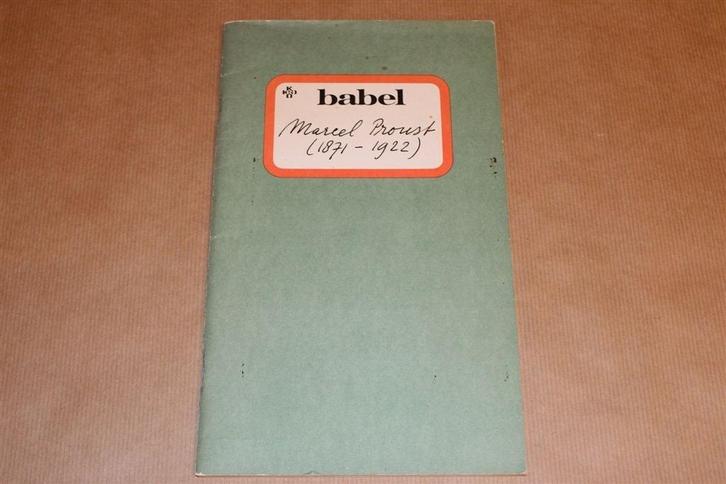 babel
Marcel Proust
(1871 - 1922)